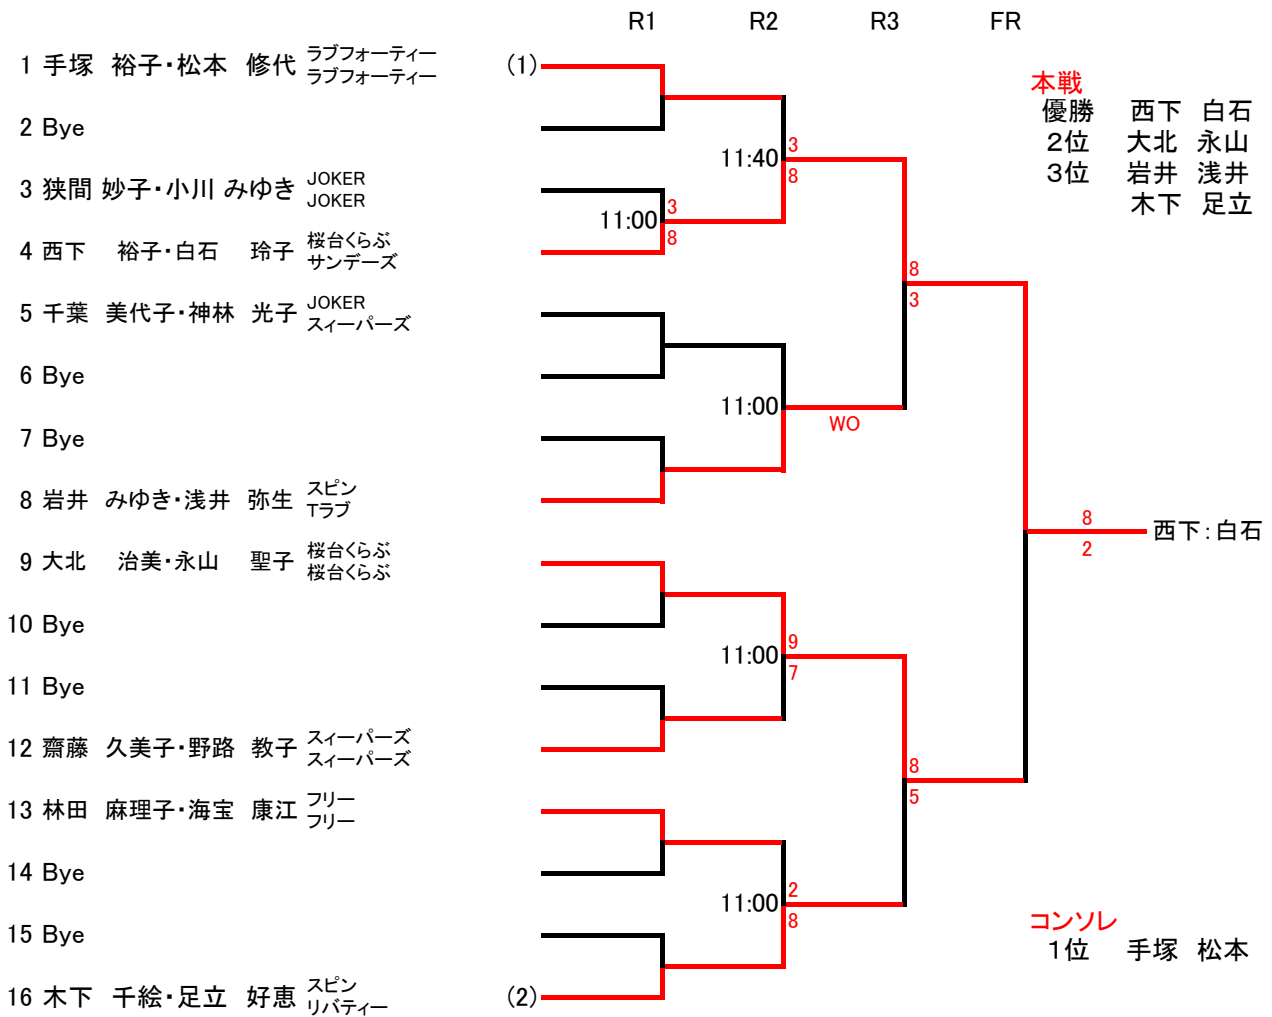 R1 R2 R3 FR
1 手塚 裕子・松本 修代 ラブフォーティー (1)
ラブフォーティー
本戦
優勝 西下 白石
2 Bye
2位 大北 永山
3
11:40
8
3位 岩井 浅井
3 狭間 妙子・小川 みゆき JOKER
JOKER
木下 足立
3
11:00
8
4 西下 裕子・白石 玲子 桜台くらぶ
サンデーズ
8
3
5 千葉 美代子・神林 光子 JOKER
スィーパーズ
6 Bye
11:00
WO
7 Bye
8 岩井 みゆき・浅井 弥生 スピン
Tラブ
8
西下:白石
2
9 大北 治美・永山 聖子 桜台くらぶ
桜台くらぶ
10 Bye
9
11:00
7
11 Bye
12 齋藤 久美子・野路 教子 スィーパーズ
スィーパーズ
8
5
13 林田 麻理子・海宝 康江 フリー
フリー
14 Bye
2
11:00
8
コンソレ
15 Bye
1位 手塚 松本
16 木下 千絵・足立 好恵 スピン (2)
リバティー